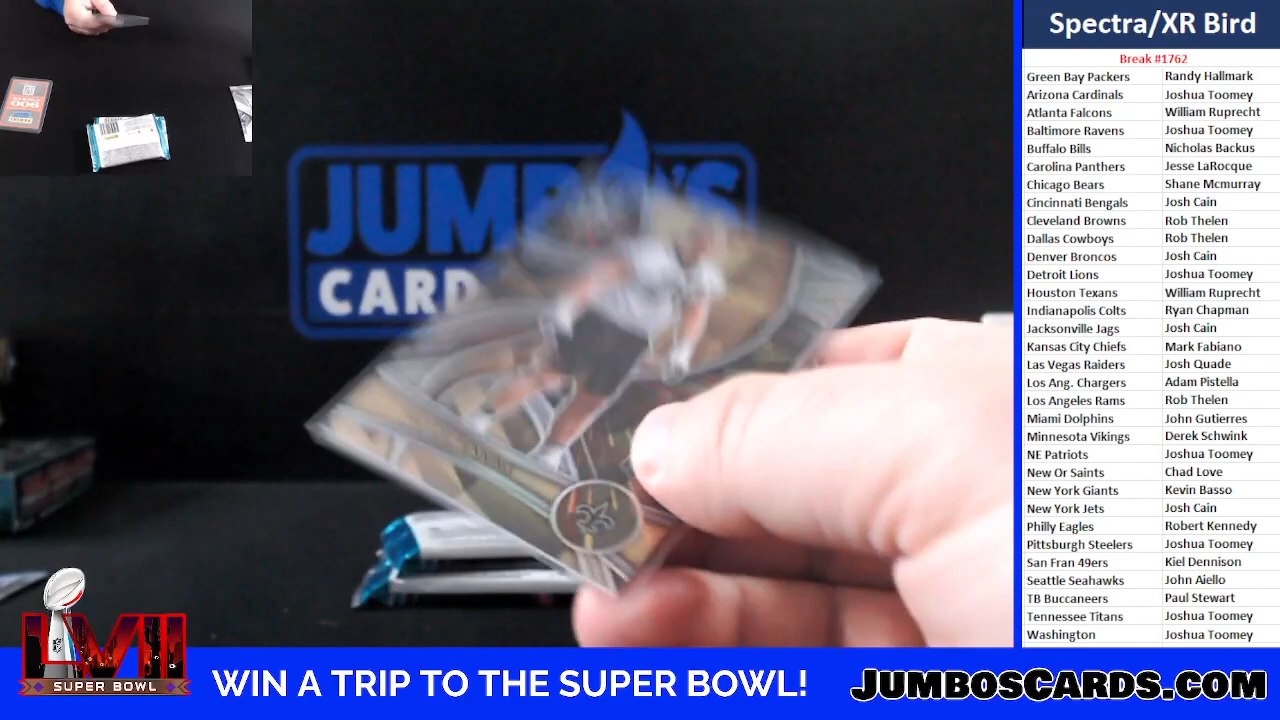 Spectra/XR Bird
Break #1762
Green Bay Packers Randy Hallmark
Arizona Cardinals Joshua Toomey
Atlanta Falcons William Ruprecht
Baltimore Ravens Joshua Toomey
Buffalo Bills Nicholas Backus
Carolina Panthers Jesse LaRocque
Chicago Bears Shane Mcmurray
Cincinnati Bengals Josh Cain
Cleveland Browns Rob Thelen
Dallas Cowboys Rob Thelen
Denver Broncos Josh Cain
Detroit Lions Joshua Toomey
Houston Texans William Ruprecht
Indianapolis Colts Ryan Chapman
Jacksonville Jags Josh Cain
Kansas City Chiefs Mark Fabiano
Las Vegas Raiders Josh Quade
Los Ang. Chargers Adam Pistella
Los Angeles Rams Rob Thelen
Miami Dolphins John Gutierres
Minnesota Vikings Derek Schwink
NE Patriots Joshua Toomey
New Or Saints Chad Love
New York Giants Kevin Basso
New York Jets Josh Cain
Philly Eagles Robert Kennedy
Pittsburgh Steelers Joshua Toomey
San Fran 49ers Kiel Dennison
Seattle Seahawks John Aiello
TB Buccaneers Paul Stewart
Tennessee Titans Joshua Toomey
Washington Joshua Toomey
JUMBO'S
CARD
LVII
SUPER BOWL
WIN A TRIP TO THE SUPER BOWL!
JUMBOSCARDS.COM